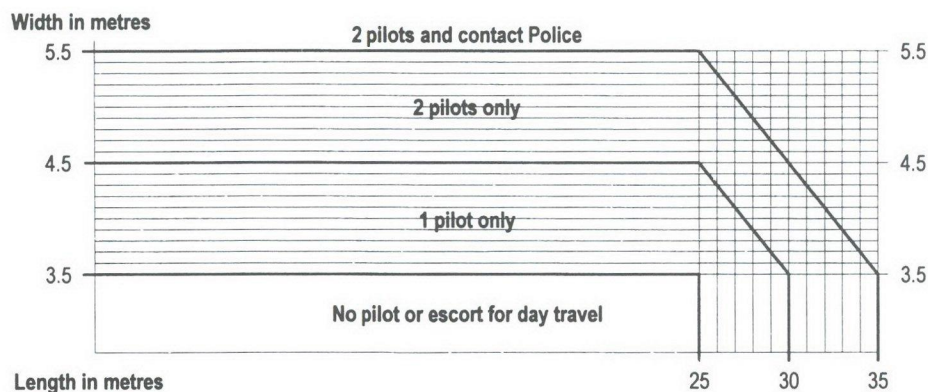 Width in metres
2 pilots and contact Police
5.5 5.5
2 pilots only
4.5 4.5
1 pilot only
3.5 3.5
No pilot or escort for day travel
Length in metres 25 30 35